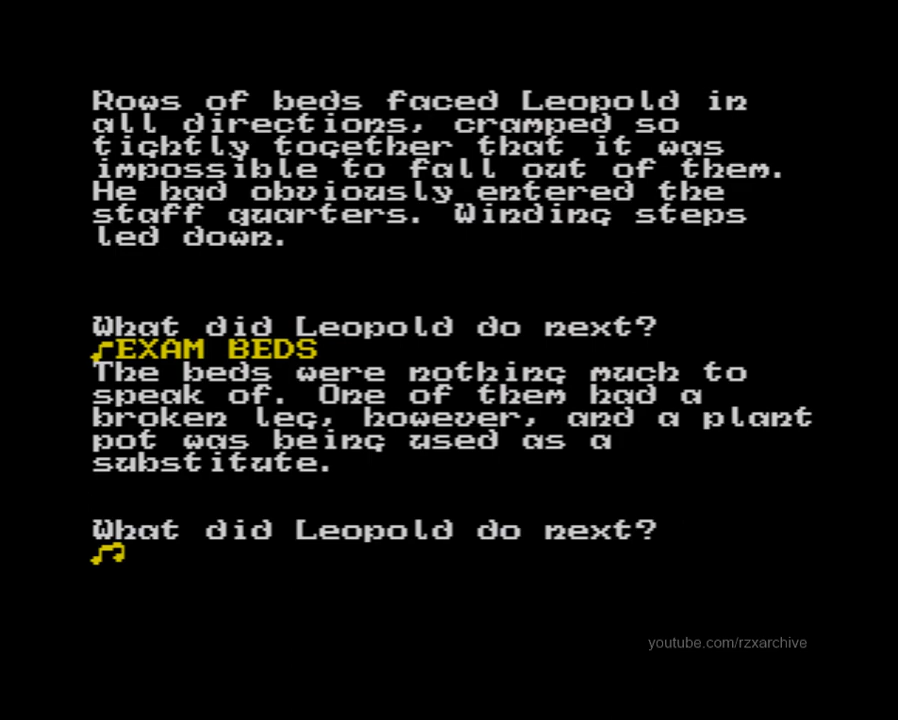 Rows of beds faced Leopold in
all directions, cramped so
tightly together that it was
impossible to fall out of them.
He had obviously entered the
staff quarters. Winding steps
led down.
What did Leopold do next?
EXAM BEDS
The beds were nothing much to
speak of. One of them had a
broken leg, however, and a plant
pot was being used as a
substitute.
What did Leopold do next?
youtube.com/rzxarchive